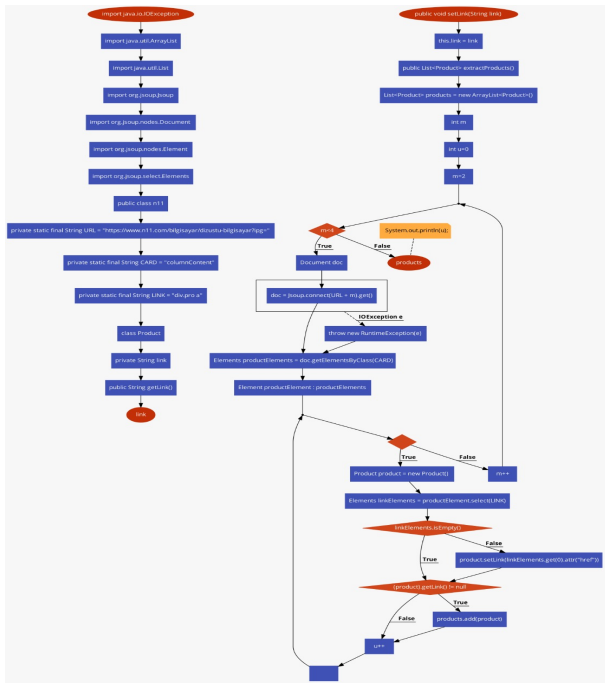 import java.io.IOException
import java.util.ArrayList
import java.util.List
import org.jsoup.Jsoup
import org.jsoup.nodes.Document
import org.jsoup.nodes.Element
import org.jsoup.select.Elements
public class n11
private static final String URL = "https://www.n11.com/bilgisayar/dizustu-bilgisayar?ipg="
private static final String CARD = "columnContent"
private static final String LINK = "div.pro a"
class Product
private String link
public String getLink()
link
public void setLink(String link)
this.link = link
public List<Product> extractProducts()
List<Product> products = new ArrayList<Product>()
int m
int u=0
m=2
m<4
System.out.println(u);
True
False
products
Document doc
doc = Jsoup.connect(URL + m).get()
IOException e
throw new RuntimeException(e)
Elements productElements = doc.getElementsByClass(CARD)
Element productElement : productElements
True
False
m++
Product product = new Product()
Elements linkElements = productElement.select(LINK)
linkElements.isEmpty()
False
True
product.setLink(linkElements.get(0).attr("href"))
(product).getLink() != null
True
False
products.add(product)
u++